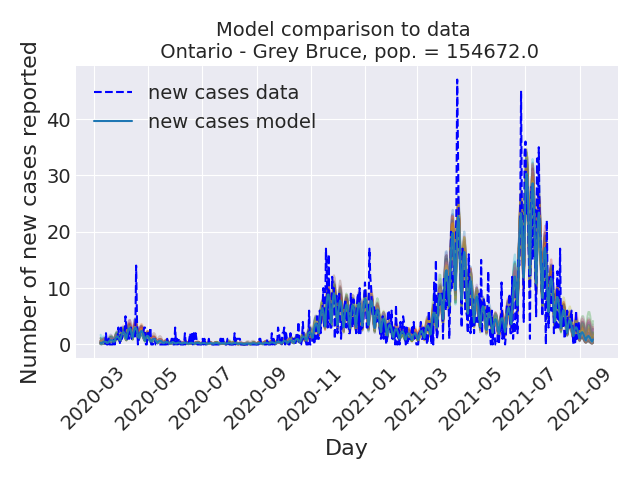 Model comparison to data
Ontario - Grey Bruce, pop. = 154672.0
Number of new cases reported
new cases data
new cases model
40
30
20
10
0
2020-03
2020-05
2020-07
2020-09
2020-11
2021-01
2021-03
2021-05
2021-07
2021-09
Day